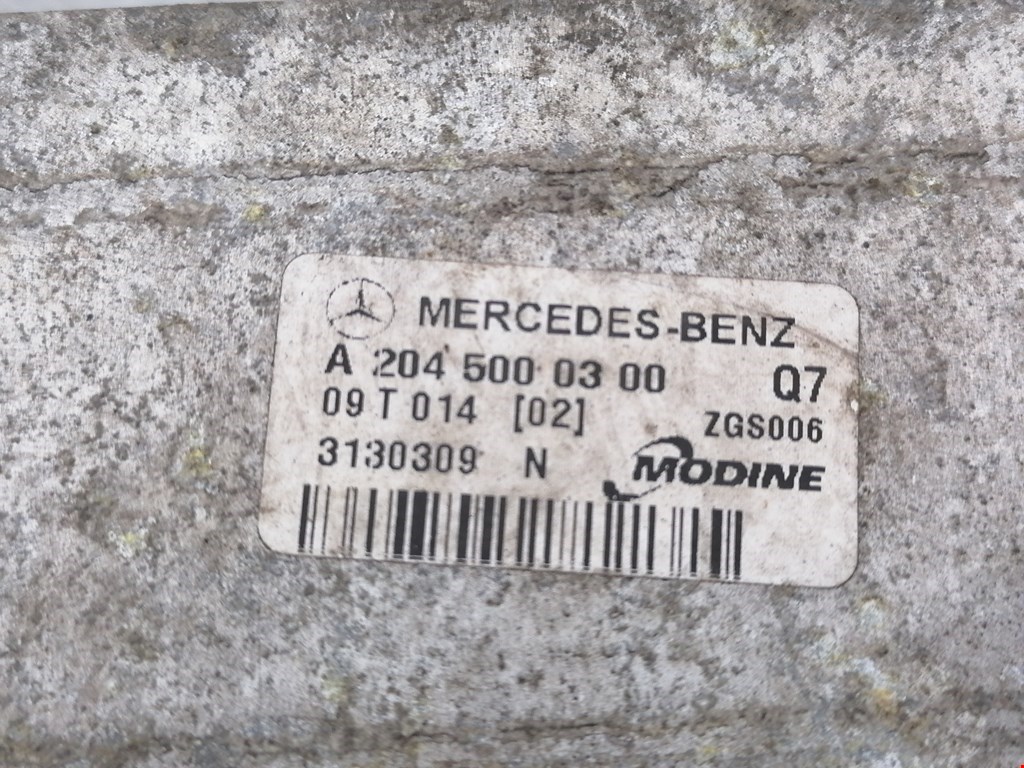 MERCEDES-BENZ
A 204 500 03 00 Q7
09 T 014 [02] ZGS006
3130309 N MODINE